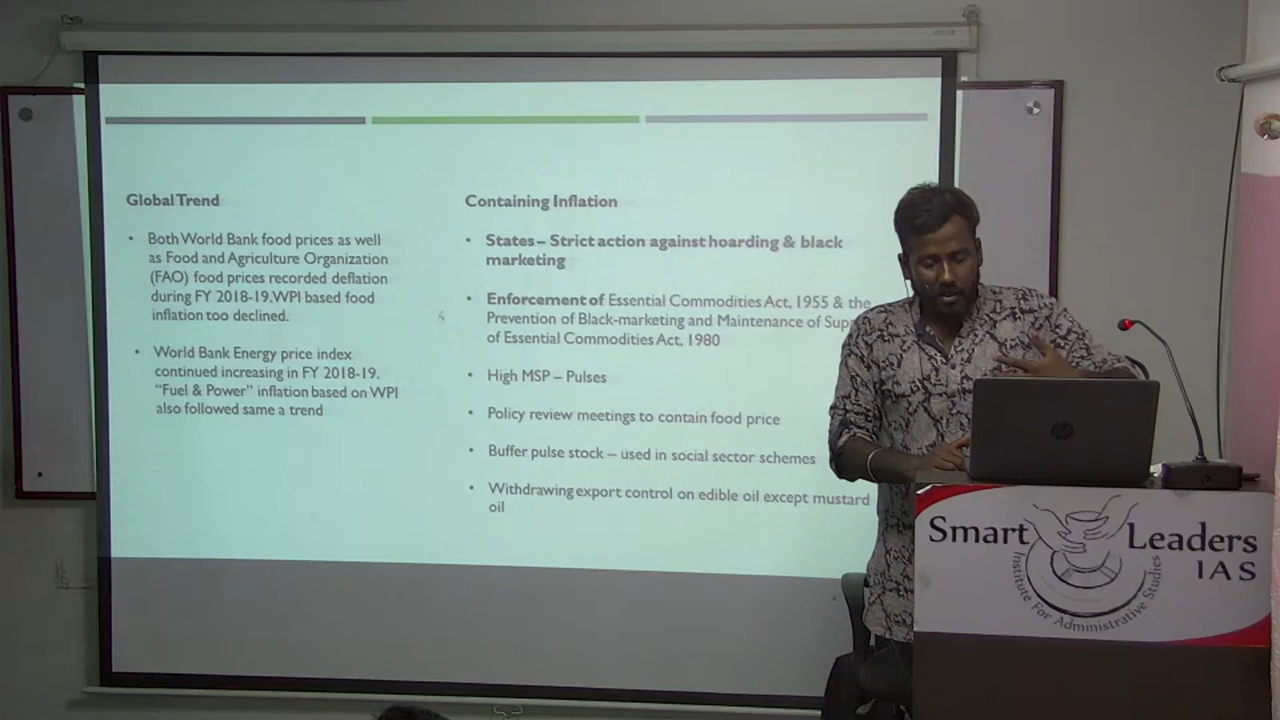 Global Trend
• Both World Bank food prices as well
as Food and Agriculture Organization
(FAO) food prices recorded deflation
during FY 2018-19. WPI based food
inflation too declined.
• World Bank Energy price index
continued increasing in FY 2018-19.
“Fuel & Power” inflation based on WPI
also followed same a trend
Containing Inflation
• States – Strict action against hoarding & black
marketing
• Enforcement of Essential Commodities Act, 1955 & the
Prevention of Black-marketing and Maintenance of
of Essential Commodities Act, 1980
• High MSP – Pulses
• Policy review meetings to contain food price
• Buffer pulse stock – used in social sector schemes
• Withdrawing export control on edible oil except mustard
oil
hp
Smart Leaders
IAS
Institute For Administrative Studies